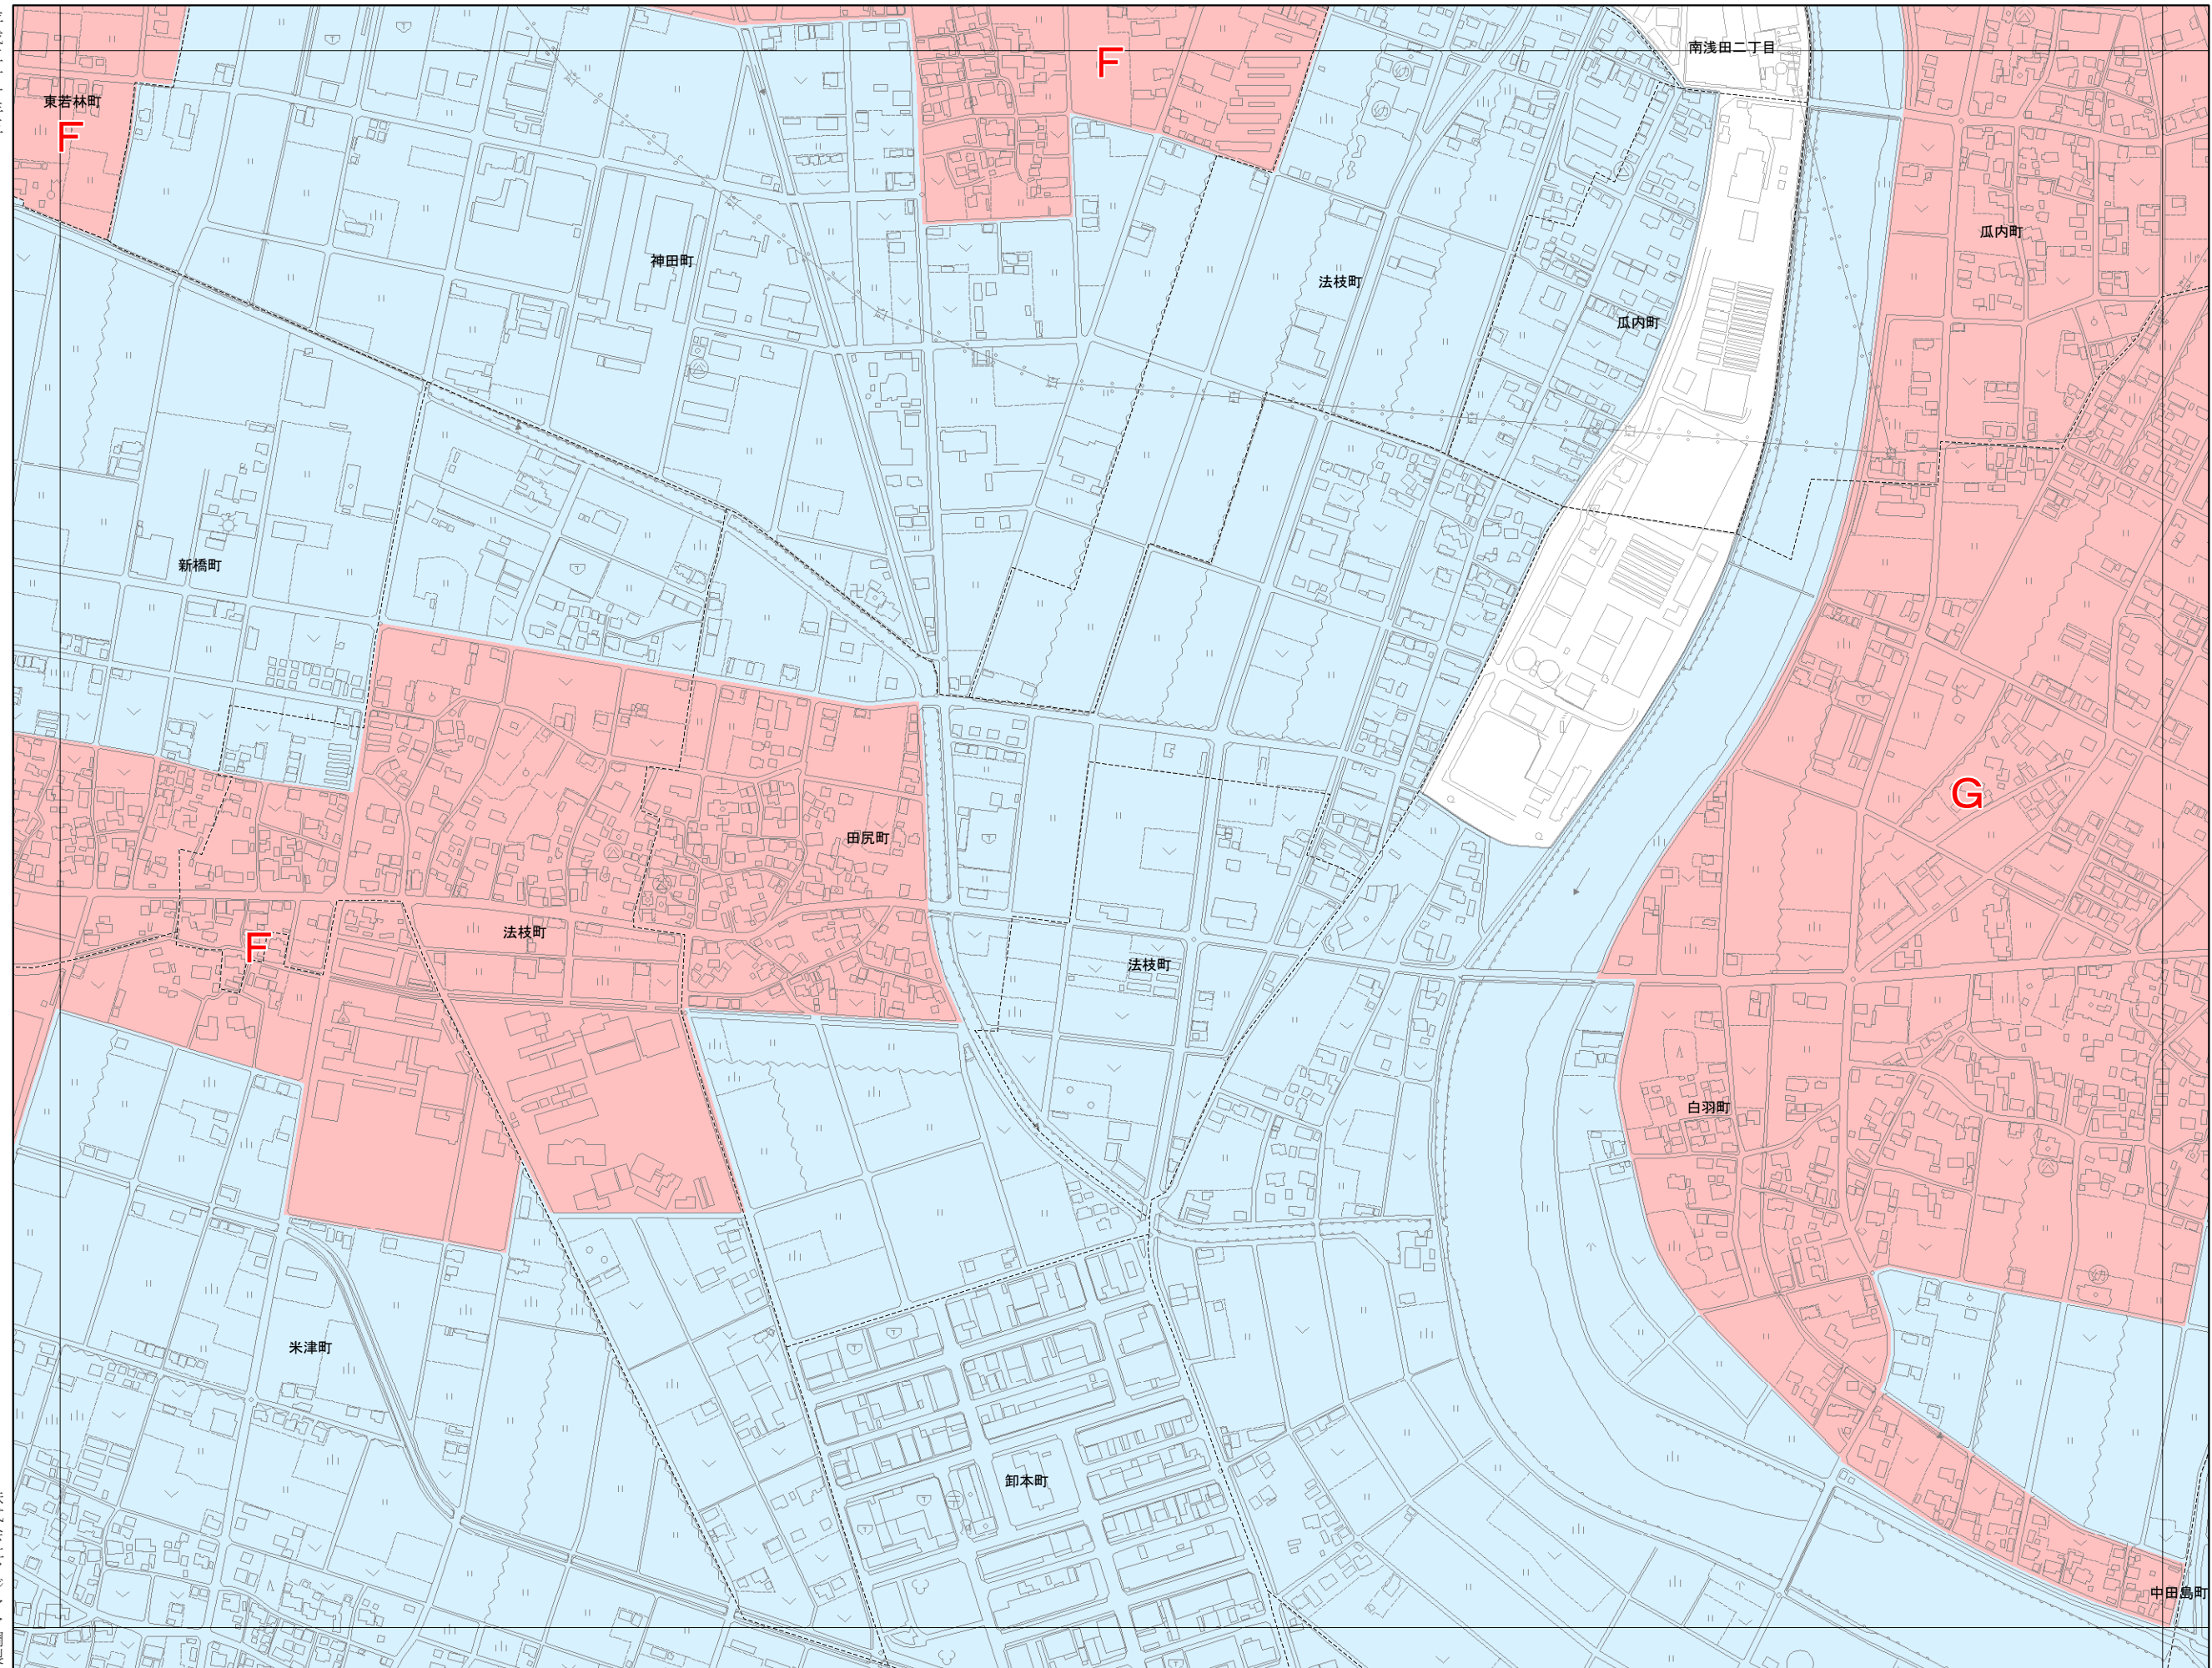 南浅田二丁目
F
東若林町
F
瓜内町
神田町
法枝町
瓜内町
新橋町
G
田尻町
法枝町
F
法枝町
白羽町
米津町
卸本町
中田島町